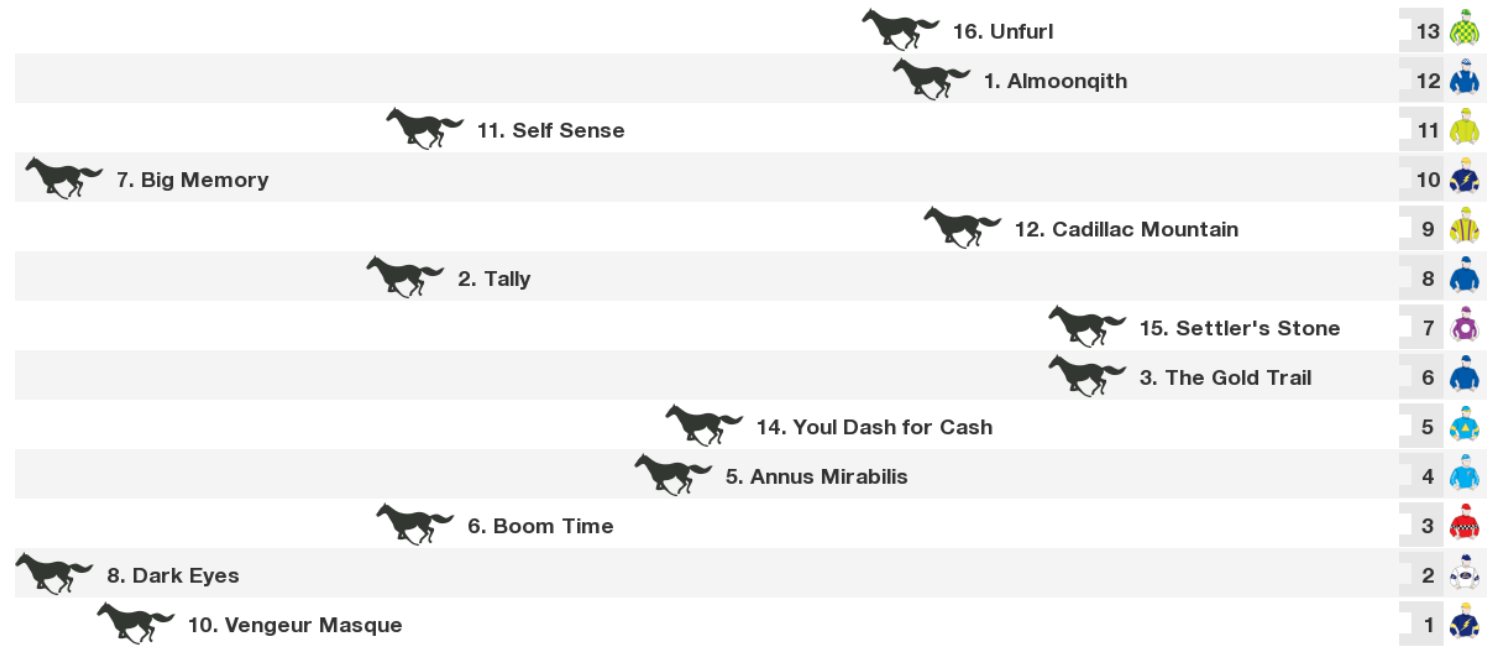 16. Unfurl 13
1. Almoonqith 12
11. Self Sense 11
7. Big Memory 10
12. Cadillac Mountain 9
2. Tally 8
15. Settler's Stone 7
3. The Gold Trail 6
14. Youl Dash for Cash 5
5. Annus Mirabilis 4
6. Boom Time 3
8. Dark Eyes 2
10. Vengeur Masque 1